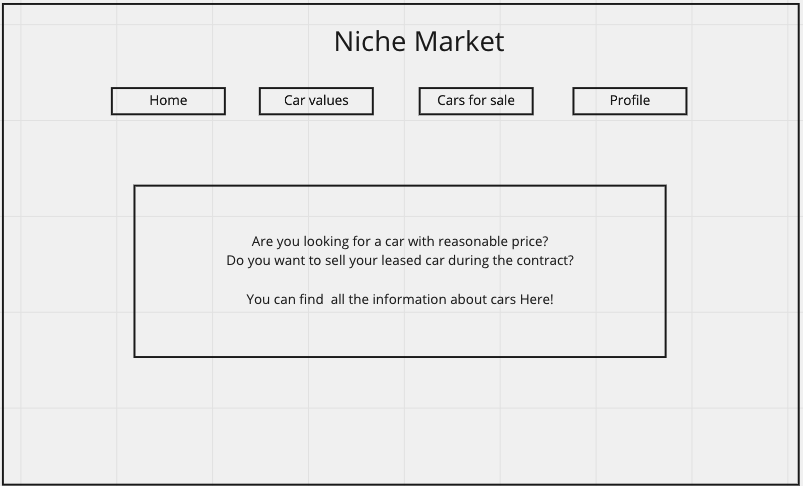 Niche Market
Home
Car values
Cars for sale
Profile
Are you looking for a car with reasonable price?
Do you want to sell your leased car during the contract?
You can find  all the information about cars Here!